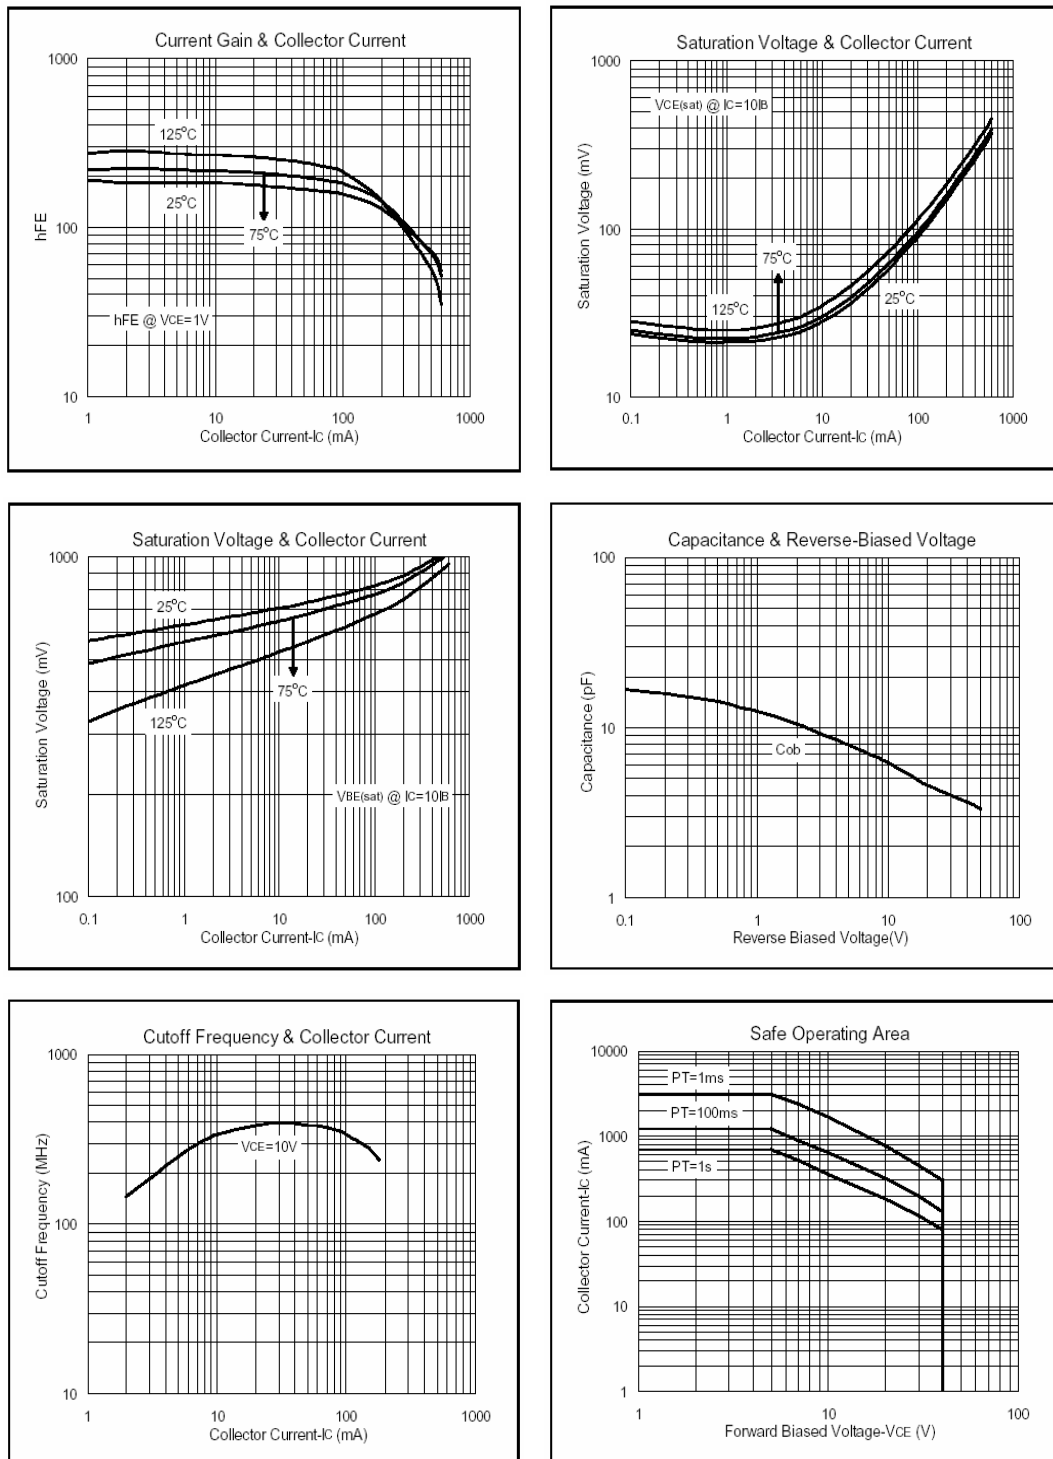 Current Gain & Collector Current
1000
125°C
25°C
75°C
100
hFE
hFE @ VCE=1V
10
1
10
100
1000
Collector Current-IC (mA)
Saturation Voltage & Collector Current
1000
VCE(sat) @ IC=10IB
Saturation Voltage (mV)
100
75°C
125°C
25°C
10
0.1
1
10
100
1000
Collector Current-IC (mA)
Saturation Voltage & Collector Current
1000
25°C
75°C
125°C
Saturation Voltage (mV)
VBE(sat) @ IC=10IB
100
0.1
1
10
100
1000
Collector Current-IC (mA)
Capacitance & Reverse-Biased Voltage
100
Capacitance (pF)
10
Cob
1
0.1
1
10
100
Reverse Biased Voltage(V)
Cutoff Frequency & Collector Current
1000
VCE=10V
Cutoff Frequency (MHz)
100
10
1
10
100
1000
Collector Current-IC (mA)
Safe Operating Area
10000
PT=1ms
PT=100ms
1000
PT=1s
Collector Current-IC (mA)
100
10
1
1
10
100
Forward Biased Voltage-VCE (V)